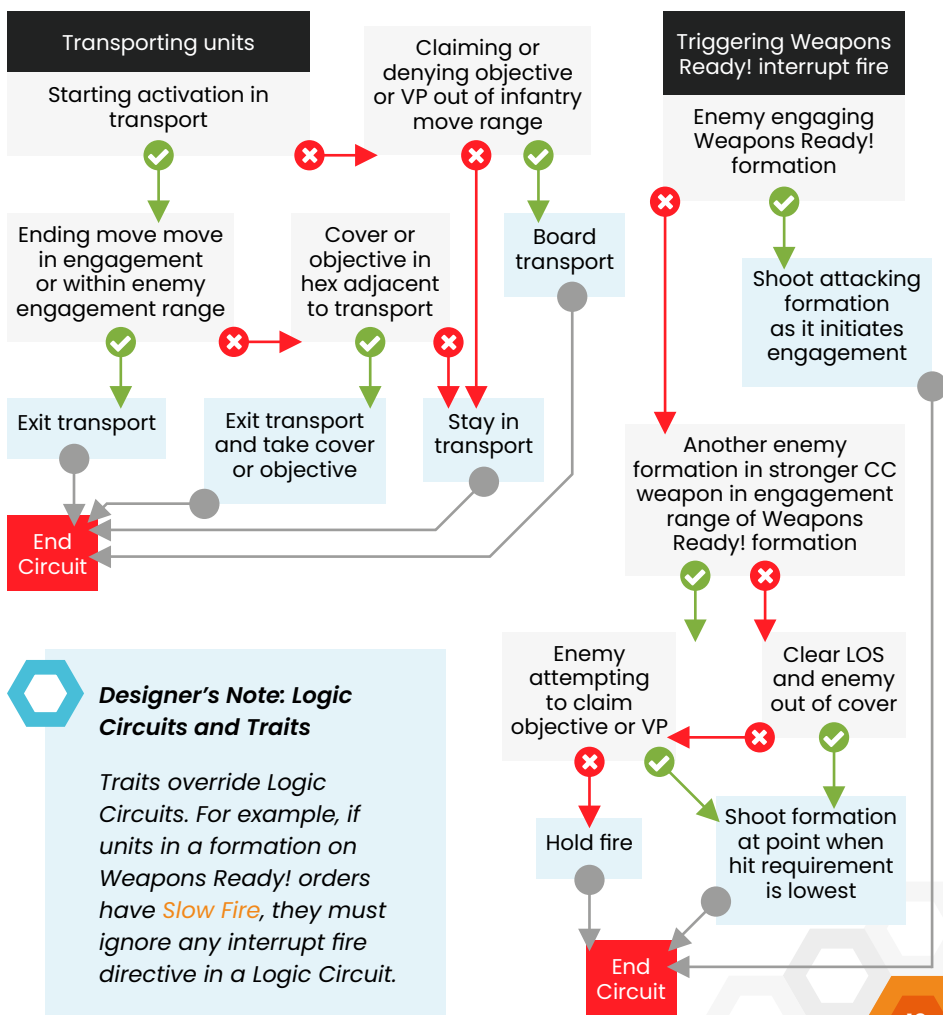 Transporting units
Starting activation in
transport
Claiming or
denying objective
or VP out of infantry
move range
Ending move move
in engagement
or within enemy
engagement range
Cover or
objective in
hex adjacent
to transport
Board
transport
Exit transport
Exit transport
and take cover
or objective
Stay in
transport
End
Circuit
Triggering Weapons
Ready! interrupt fire
Enemy engaging
Weapons Ready!
formation
Shoot attacking
formation
as it initiates
engagement
Another enemy
formation in stronger CC
weapon in engagement
range of Weapons
Ready! formation
Enemy
attempting
to claim
objective or VP
Clear LOS
and enemy
out of cover
Hold fire
Shoot formation
at point when
hit requirement
is lowest
End
Circuit
Designer's Note: Logic
Circuits and Traits
Traits override Logic
Circuits. For example, if
units in a formation on
Weapons Ready! orders
have Slow Fire, they must
ignore any interrupt fire
directive in a Logic Circuit.